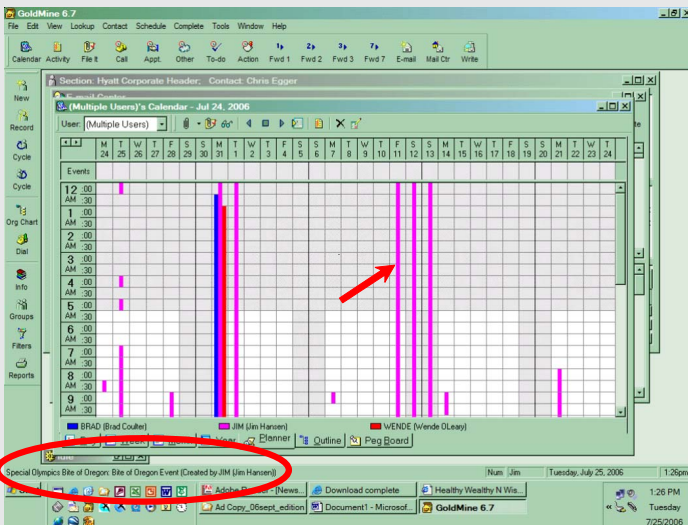 GoldMine 6.7
File Edit View Lookup Contact Schedule Complete Tools Window Help
Calendar Activity File It Call Appt. Other To-do Action Fwd 1 Fwd 2 Fwd 3 Fwd 7 E-mail Mail Ctr Write
New
Record
Cycle
Cycle
Org Chart
Dial
Info
Groups
Filters
Reports
Section: Hyatt Corporate Header; Contact: Chris Egger
E-mail Center
(Multiple Users)'s Calendar - Jul 24, 2006
User: (Multiple Users)
M T W T F S S M T W T F S S M T W T F S S M T W T F S S M T W T
24 25 26 27 28 29 30 31 1 2 3 4 5 6 7 8 9 10 11 12 13 14 15 16 17 18 19 20 21 22 23 24
Events
12 :00
AM :30
1 :00
AM :30
2 :00
AM :30
3 :00
AM :30
4 :00
AM :30
5 :00
AM :30
6 :00
AM :30
7 :00
AM :30
8 :00
AM :30
9 :00
AM :30
BRAD (Brad Coulter) JIM (Jim Hansen) WENDE (Wende OLeary)
Year Planner Outline Peg Board
Idle
Special Olympics Bite of Oregon: Bite of Oregon Event (Created by JIM (Jim Hansen))
Num Jim Tuesday, July 25, 2006 1:26pm
Download complete Healthy Wealthy N Wis...
Ad Copy_06sept_edition Document1 - Microsof... GoldMine 6.7
1:26 PM
Tuesday
7/25/2006